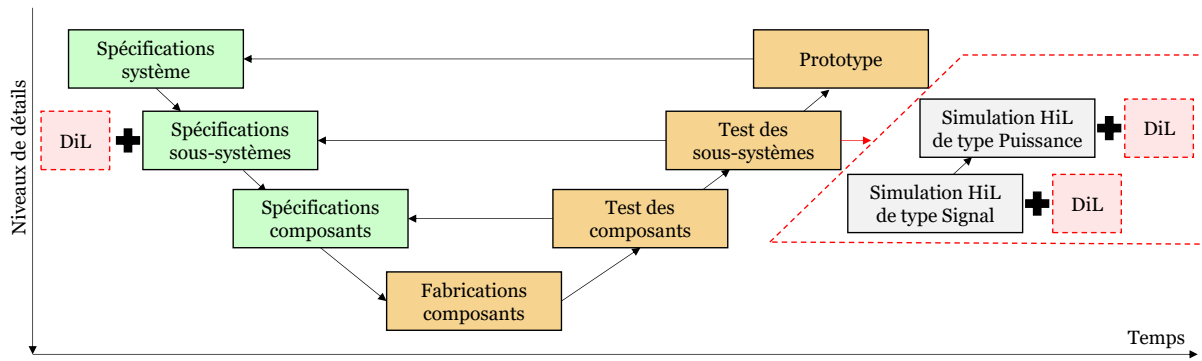 Niveaux de détails
Spécifications
système
Prototype
DiL
Spécifications
sous-systèmes
Test des
sous-systèmes
Simulation HiL
de type Puissance
DiL
Spécifications
composants
Test des
composants
Simulation HiL
de type Signal
DiL
Fabrications
composants
Temps